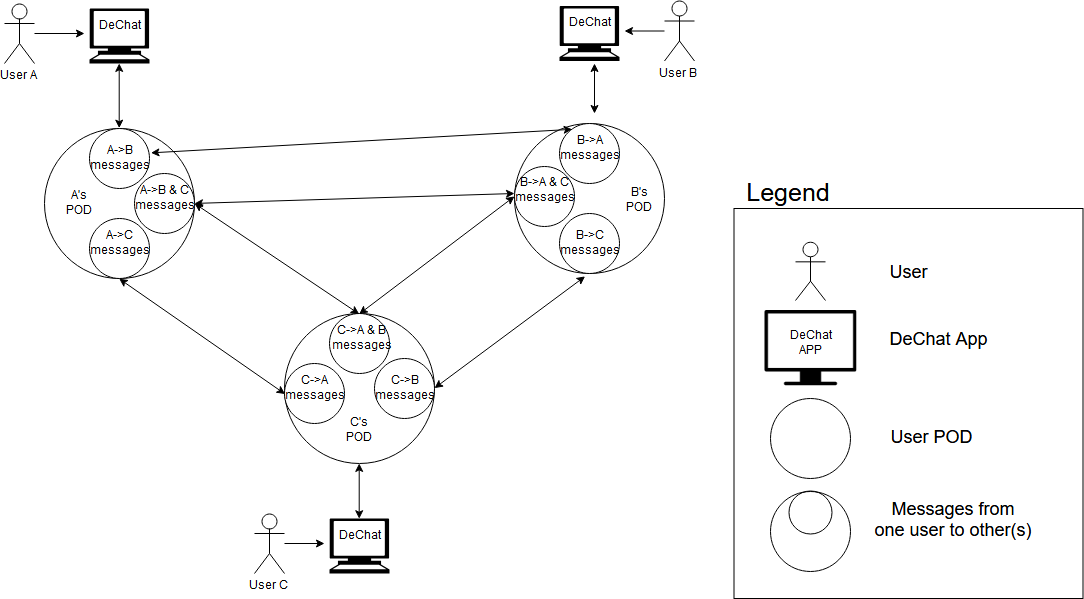 DeChat
User A
DeChat
User B
A->B
messages
A's
POD
A->B & C
messages
A->C
messages
B->A
messages
B->A & C
messages
B's
POD
B->C
messages
C->A & B
messages
C->A
messages
C->B
messages
C's
POD
DeChat
User C
Legend
User
DeChat
APP
DeChat App
User POD
Messages from
one user to other(s)